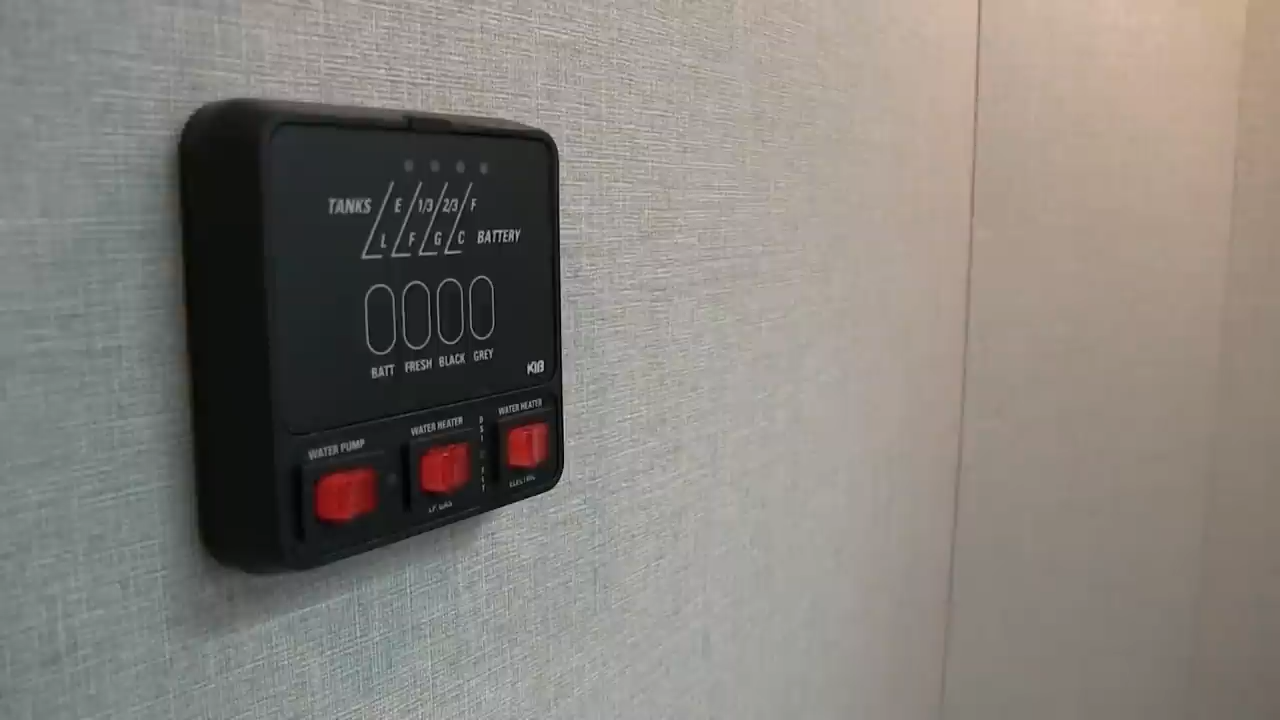 TANKS E 1/3 2/3 F
L F G C BATTERY
BATT FRESH BLACK GREY
KIB
WATER PUMP
WATER HEATER
LP. GAS
WATER HEATER
ELECTRIC